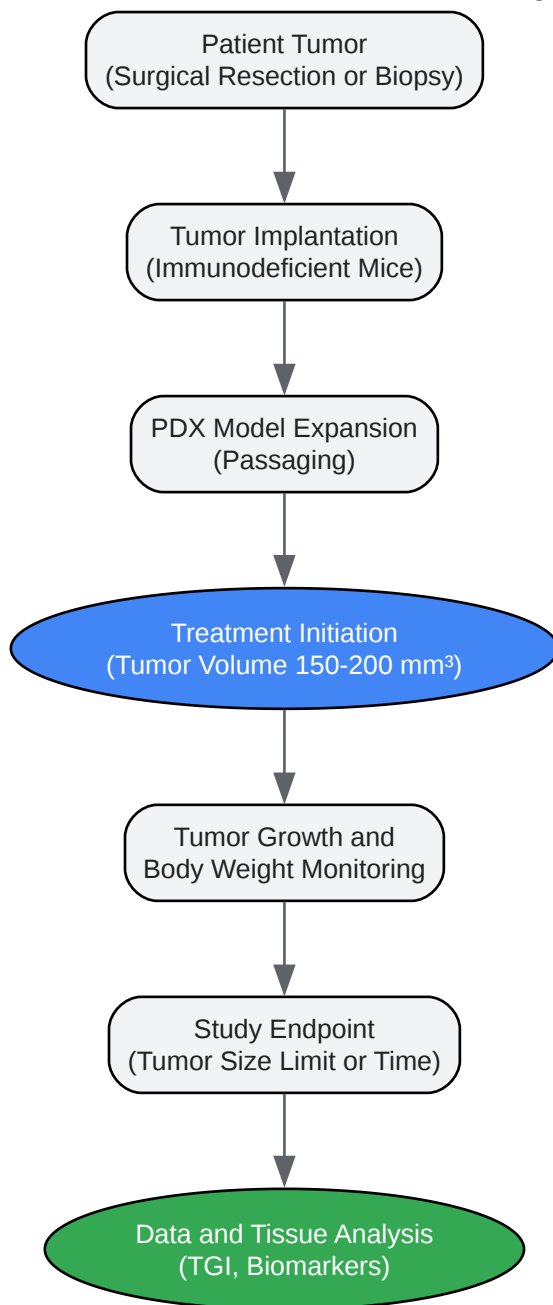 Patient Tumor
(Surgical Resection or Biopsy)
Tumor Implantation
(Immunodeficient Mice)
PDX Model Expansion
(Passaging)
Treatment Initiation
(Tumor Volume 150-200 mm³)
Tumor Growth and
Body Weight Monitoring
Study Endpoint
(Tumor Size Limit or Time)
Data and Tissue Analysis
(TGI, Biomarkers)